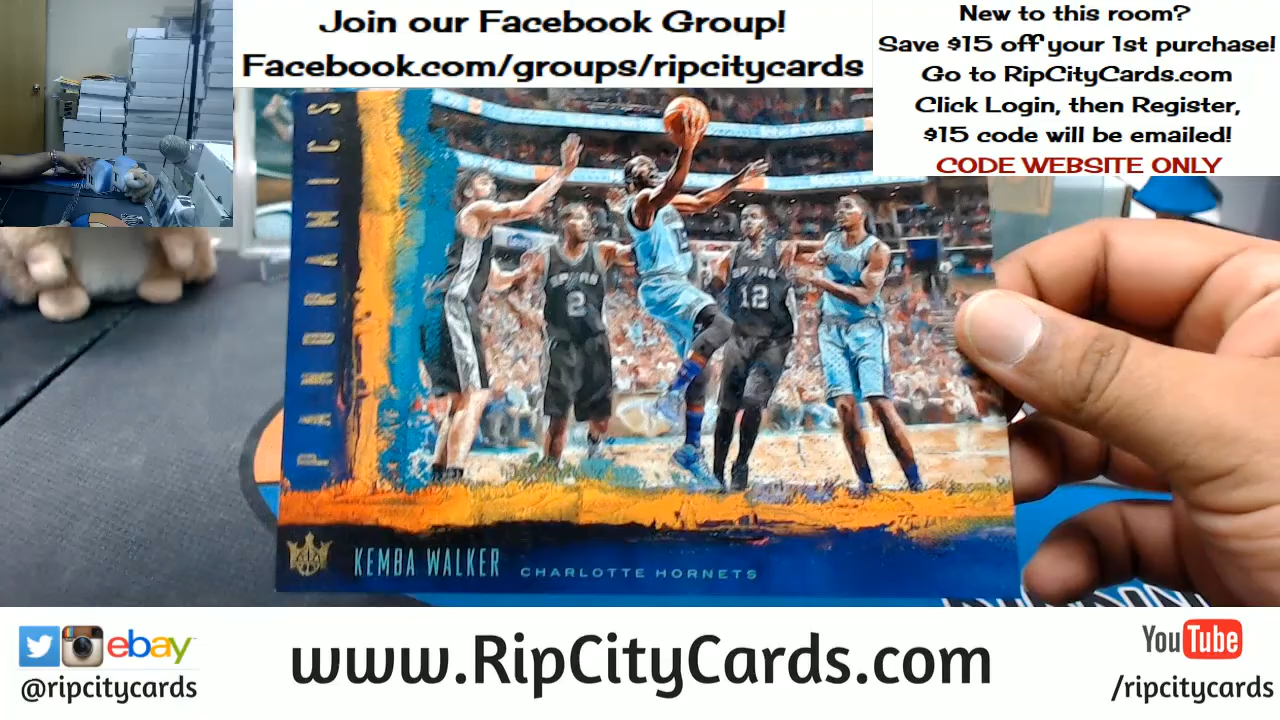 Join our Facebook Group!
Facebook.com/groups/ripcitycards
New to this room?
Save $15 off your 1st purchase!
Go to RipCityCards.com
Click Login, then Register,
$15 code will be emailed!
CODE WEBSITE ONLY
PANORAMICS
SPURS
2
SPURS
12
KEMBA WALKER
CHARLOTTE HORNETS
ebay
@ripcitycards
www.RipCityCards.com
YouTube
/ripcitycards